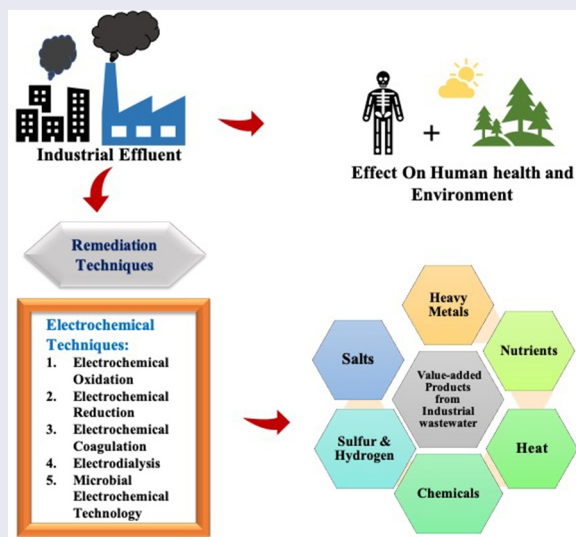 Industrial Effluent
Effect On Human health and
Environment
Remediation
Techniques
Electrochemical
Techniques:
1. Electrochemical
Oxidation
2. Electrochemical
Reduction
3. Electrochemical
Coagulation
4. Electrodialysis
5. Microbial
Electrochemical
Technology
Heavy
Metals
Salts
Nutrients
Value-added
Products
from
Industrial
wastewater
Sulfur &
Hydrogen
Heat
Chemicals